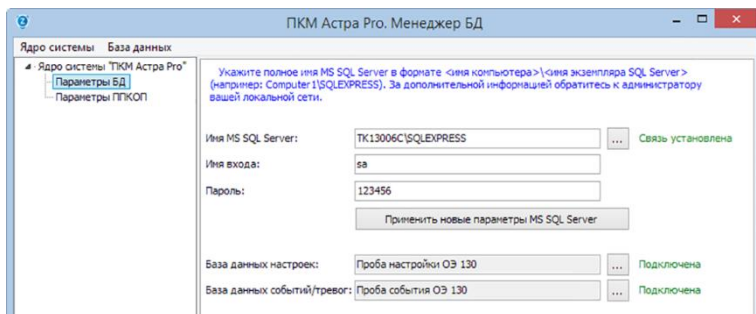 ПКМ Астра Pro. Менеджер БД
Ядро системы База данных
Ядро системы "ПКМ Астра Pro"
Параметры БД
Параметры ППКОП
Укажите полное имя MS SQL Server в формате <имя компьютера>\<имя экземпляра SQL Server>
(например: Computer1\SQLEXPRESS). За дополнительной информацией обратитесь к администратору
вашей локальной сети.
Имя MS SQL Server: TK13006C\SQLEXPRESS ... Связь установлена
Имя входа: sa
Пароль: 123456
Применить новые параметры MS SQL Server
База данных настроек: Проба настройки ОЭ 130 ... Подключена
База данных событий/тревог: Проба события ОЭ 130 ... Подключена